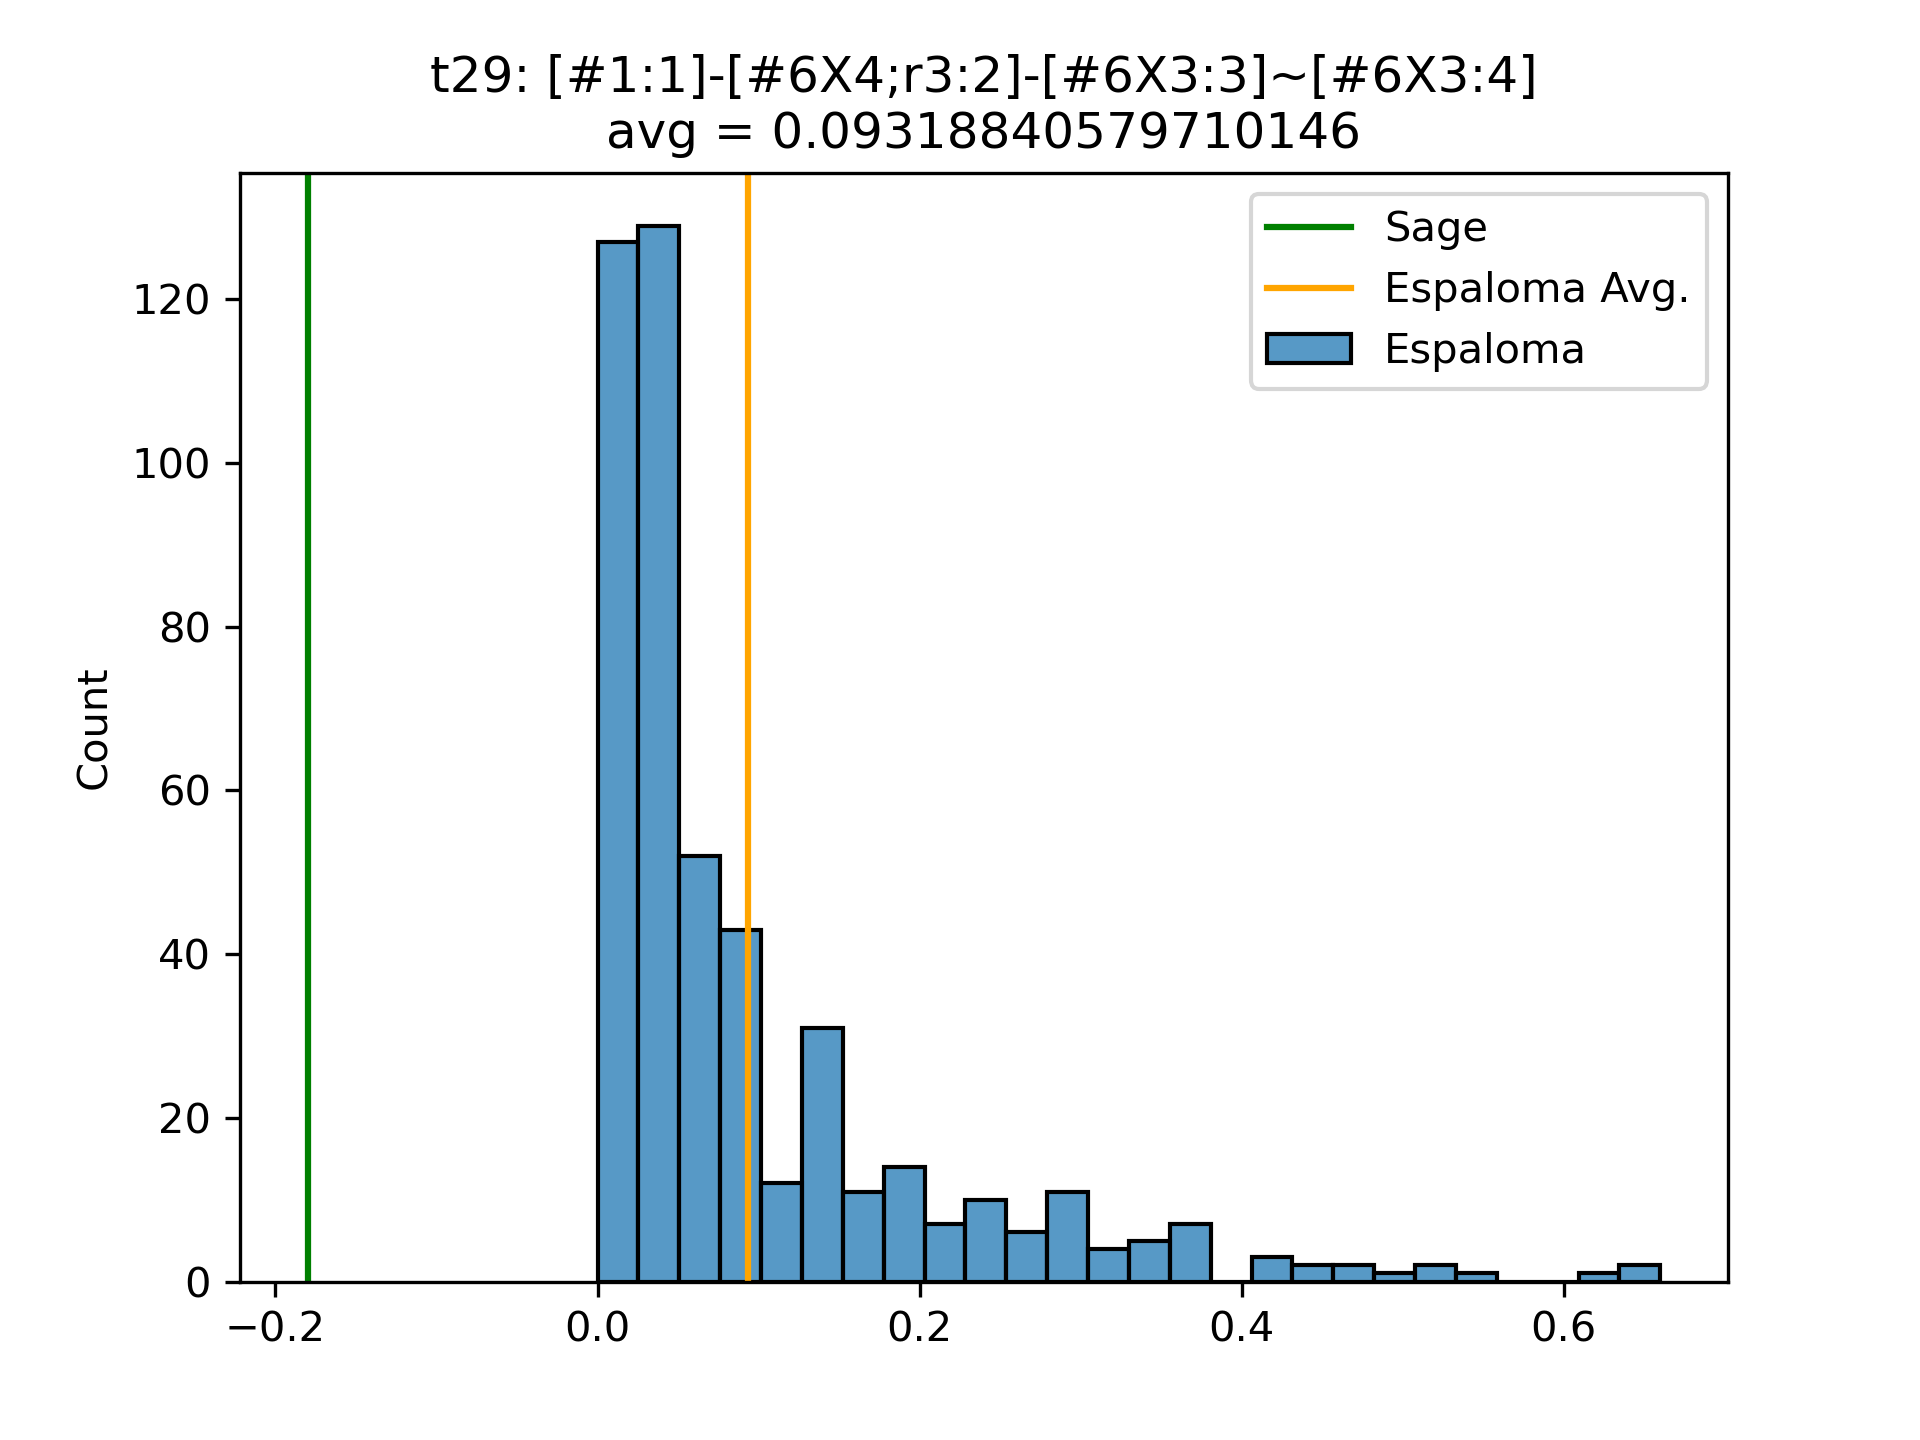 t29: [#1:1]-[#6X4;r3:2]-[#6X3:3]~[#6X3:4]
avg = 0.09318840579710146
Sage
Espaloma Avg.
Espaloma
Count
120
100
80
60
40
20
0
−0.2
0.0
0.2
0.4
0.6